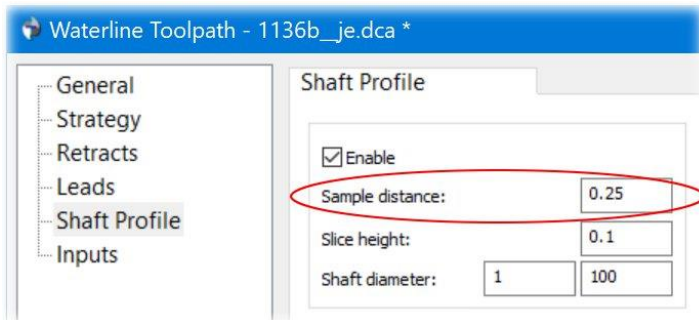 Waterline Toolpath - 1136b__je.dca *
General
Strategy
Retracts
Leads
Shaft Profile
Inputs
Shaft Profile
Enable
Sample distance: 0.25
Slice height: 0.1
Shaft diameter: 1 100